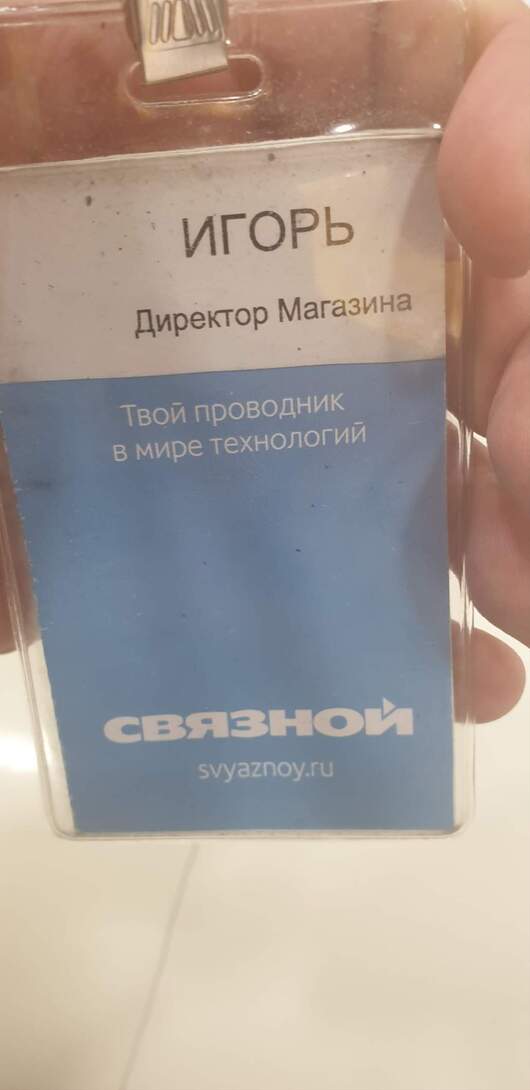 ИГОРЬ
Директор Магазина
Твой проводник
в мире технологий
СВЯЗНОЙ
svyaznoy.ru